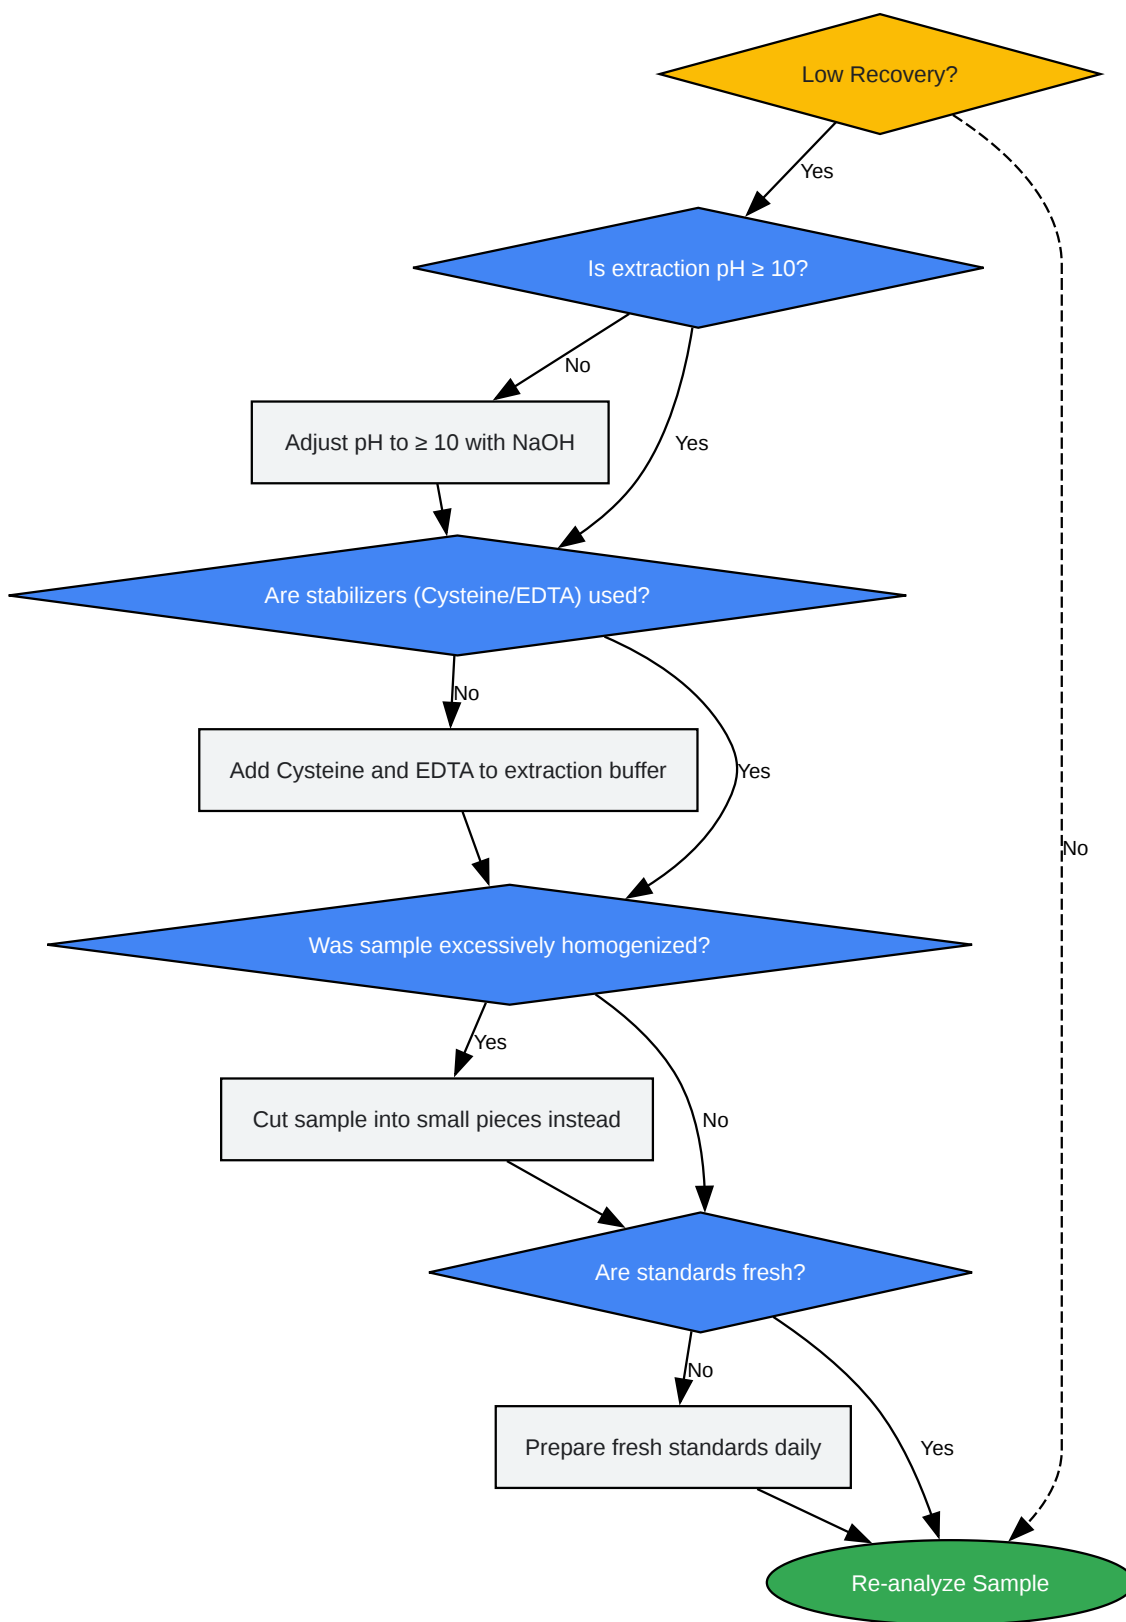 Low Recovery?
Yes
Is extraction pH ≥ 10?
No
Adjust pH to ≥ 10 with NaOH
Yes
Are stabilizers (Cysteine/EDTA) used?
No
Add Cysteine and EDTA to extraction buffer
Yes
No
Was sample excessively homogenized?
Yes
Cut sample into small pieces instead
No
Are standards fresh?
No
Prepare fresh standards daily
Yes
Re-analyze Sample